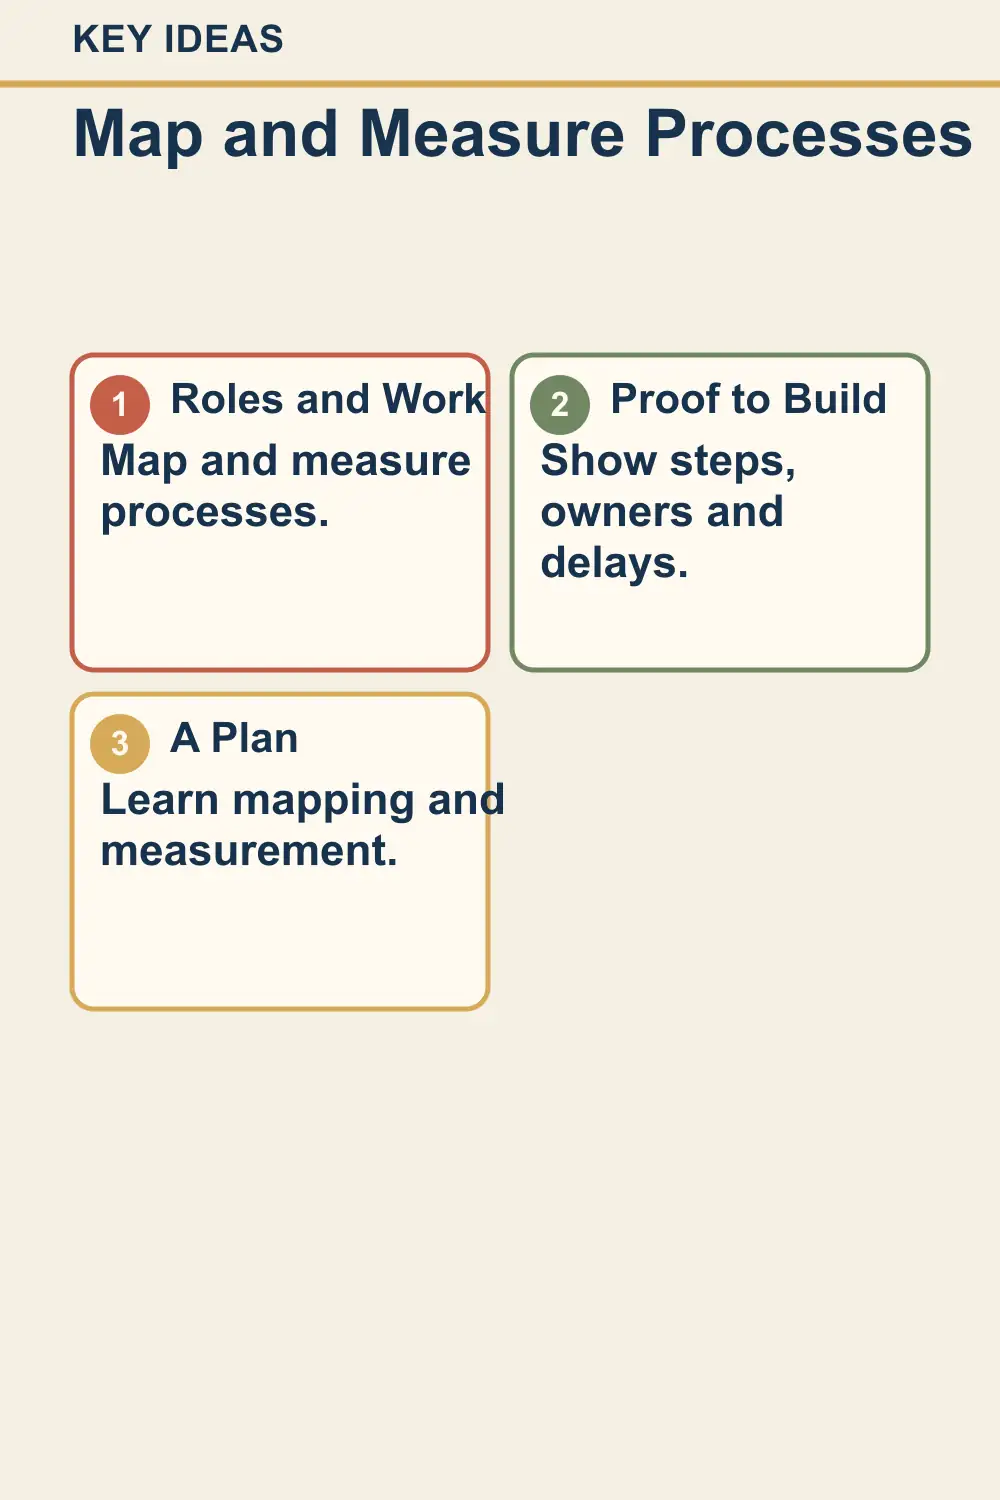 KEY IDEAS
Map and Measure Processes
1 Roles and Work
Map and measure
processes.
2 Proof to Build
Show steps,
owners and
delays.
3 A Plan
Learn mapping and
measurement.